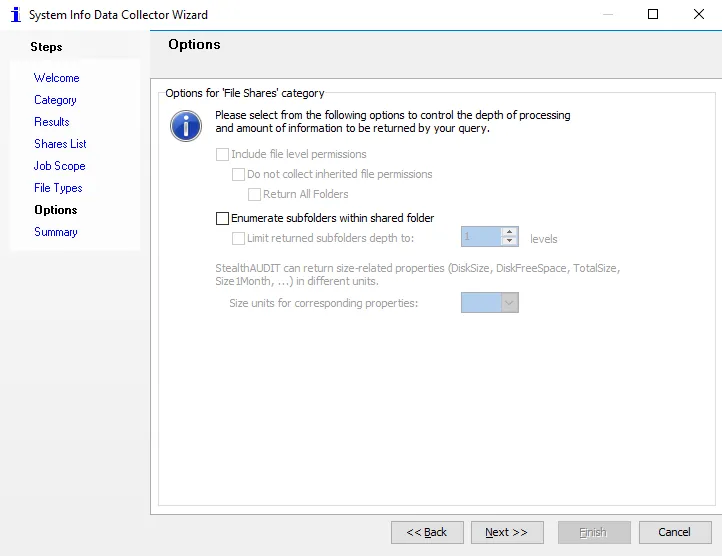 System Info Data Collector Wizard
Steps
Welcome
Category
Results
Shares List
Job Scope
File Types
Options
Summary
Options
Options for 'File Shares' category
Please select from the following options to control the depth of processing
and amount of information to be returned by your query.
Include file level permissions
Do not collect inherited file permissions
Return All Folders
Enumerate subfolders within shared folder
Limit returned subfolders depth to: 1 levels
StealthAUDIT can return size-related properties (DiskSize, DiskFreeSpace, TotalSize,
Size1Month, ...) in different units.
Size units for corresponding properties:
<< Back Next >> Finish Cancel